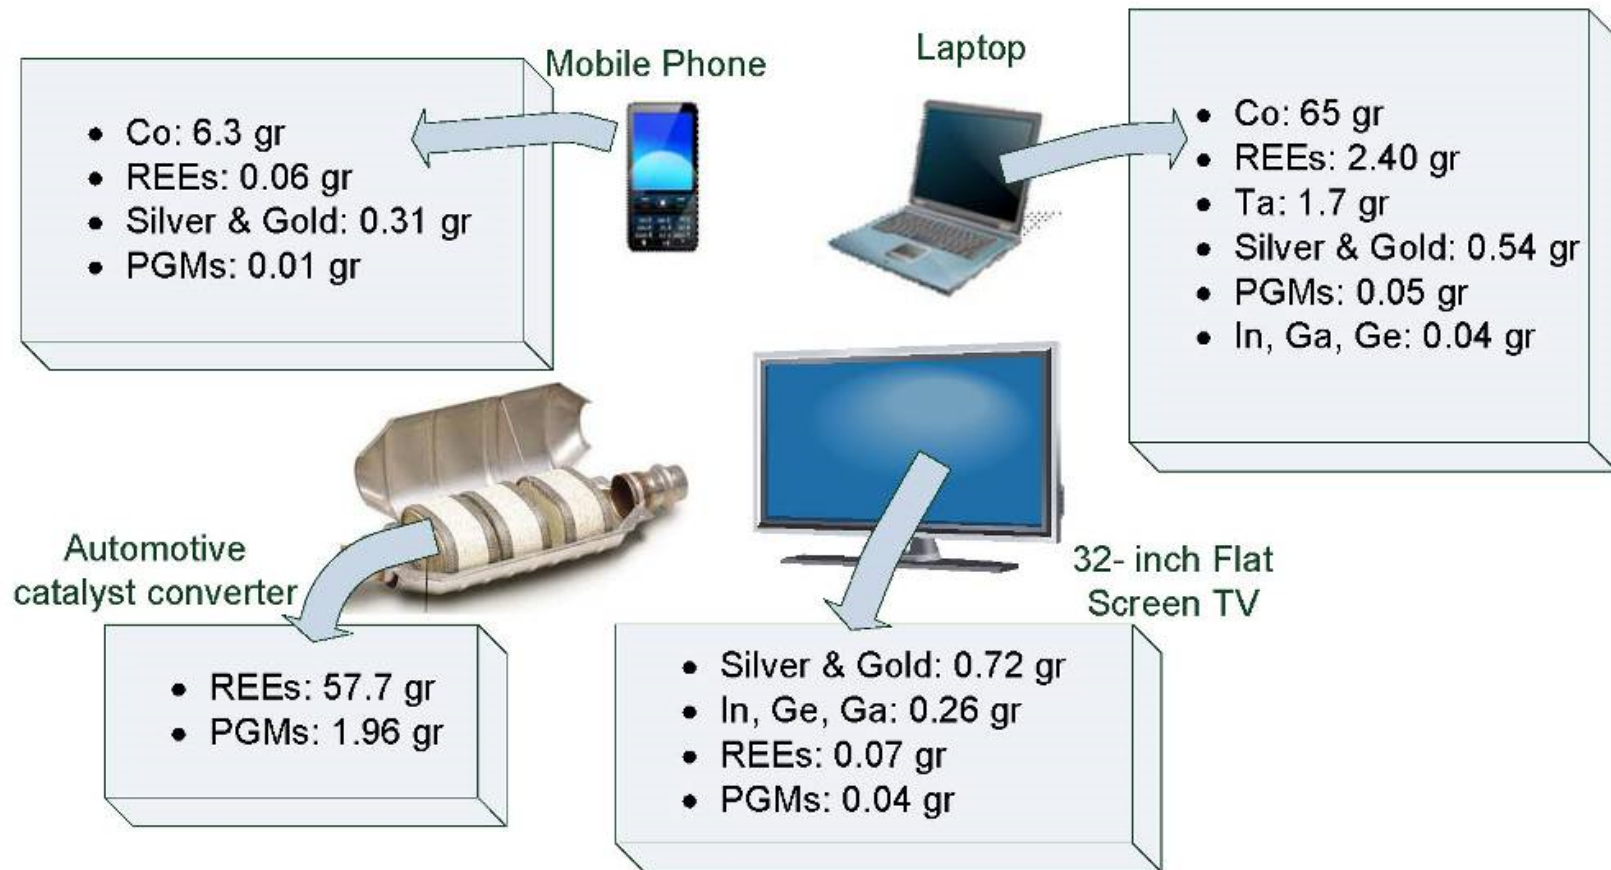 Mobile Phone
• Co: 6.3 gr
• REEs: 0.06 gr
• Silver & Gold: 0.31 gr
• PGMs: 0.01 gr
Laptop
• Co: 65 gr
• REEs: 2.40 gr
• Ta: 1.7 gr
• Silver & Gold: 0.54 gr
• PGMs: 0.05 gr
• In, Ga, Ge: 0.04 gr
Automotive
catalyst converter
• REEs: 57.7 gr
• PGMs: 1.96 gr
32- inch Flat
Screen TV
• Silver & Gold: 0.72 gr
• In, Ge, Ga: 0.26 gr
• REEs: 0.07 gr
• PGMs: 0.04 gr